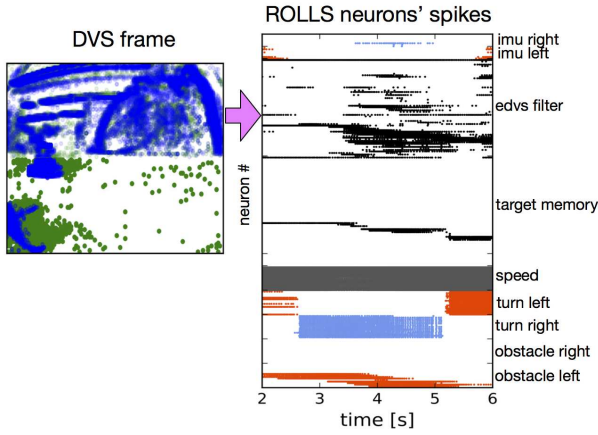 ROLLS neurons' spikes
DVS frame
imu right
imu left
edvs filter
neuron #
target memory
speed
turn left
turn right
obstacle right
obstacle left
2 3 4 5 6
time [s]